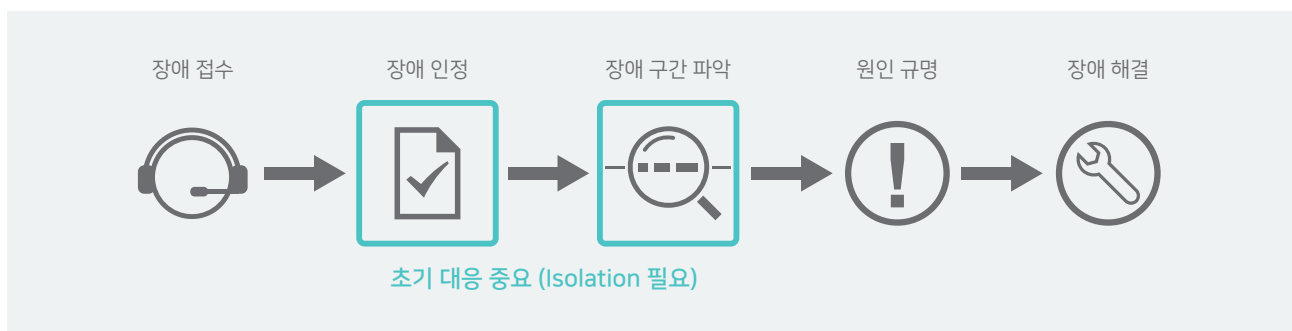 장애 접수
장애 인정
장애 구간 파악
원인 규명
장애 해결
초기 대응 중요 (Isolation 필요)